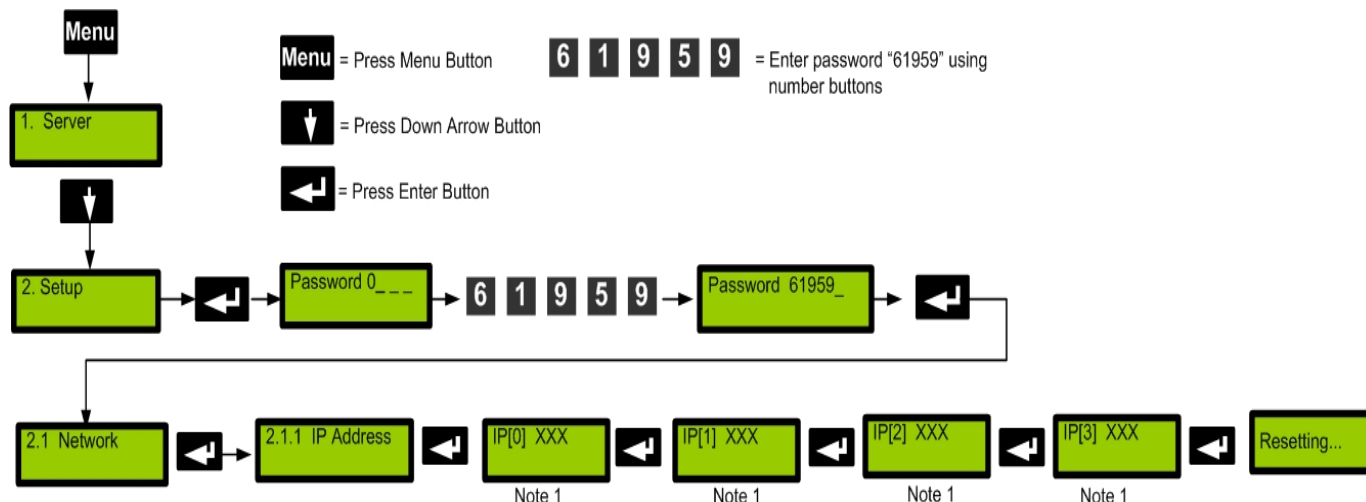 Menu
Menu = Press Menu Button
6 1 9 5 9 = Enter password “61959” using
number buttons
1. Server
= Press Down Arrow Button
= Press Enter Button
2. Setup
Password 0_ _ _
6 1 9 5 9
Password 61959_
2.1 Network
2.1.1 IP Address
IP[0] XXX
IP[1] XXX
IP[2] XXX
IP[3] XXX
Resetting...
Note 1
Note 1
Note 1
Note 1